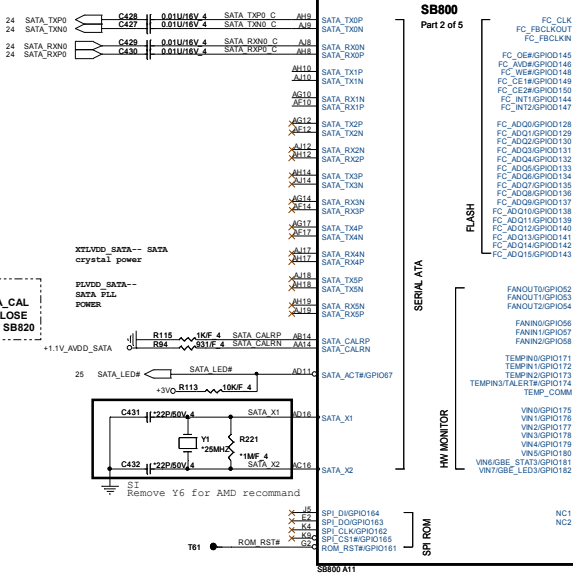 SB800
Part 2 of 5
24 SATA_TXP0 C428 0.01U/16V_4 SATA_TXP0_C AH9 SATA_TX0P
24 SATA_TXN0 C427 0.01U/16V_4 SATA_TXN0_C AJ9 SATA_TX0N
24 SATA_RXN0 C429 0.01U/16V_4 SATA_RXN0_C AJ8 SATA_RX0N
24 SATA_RXP0 C430 0.01U/16V_4 SATA_RXP0_C AH8 SATA_RX0P
AH10 SATA_TX1P
AJ10 SATA_TX1N
AG10 SATA_RX1N
AF10 SATA_RX1P
AG12 SATA_TX2P
AF12 SATA_TX2N
AJ12 SATA_RX2N
AH12 SATA_RX2P
AH14 SATA_TX3P
AJ14 SATA_TX3N
AG14 SATA_RX3N
AF14 SATA_RX3P
AG17 SATA_TX4P
AF17 SATA_TX4N
AJ17 SATA_RX4N
AH17 SATA_RX4P
AJ18 SATA_TX5P
AH18 SATA_TX5N
AH19 SATA_RX5N
AJ19 SATA_RX5P
XTLVDD_SATA-- SATA
crystal power
PLVDD_SATA--
SATA PLL
POWER
A_CAL
LOSE
SB820
R115 1K/F_4 SATA_CALRP AB14 SATA_CALRP
+1.1V_AVDD_SATA R94 931/F_4 SATA_CALRN AA14 SATA_CALRN
25 SATA_LED# SATA_LED# AD11 SATA_ACT#/GPIO67
+3V R113 10K/F_4
C431 *22P/50V_4 SATA_X1 AD16 SATA_X1
Y1
*25MHZ
R221
*1M/F_4
C432 *22P/50V_4 SATA_X2 AC16 SATA_X2
SI
Remove Y6 for AMD recommand
J5 SPI_DI/GPIO164
E2 SPI_DO/GPIO163
K4 SPI_CLK/GPIO162
K9 SPI_CS1#/GPIO165
T61 ROM_RST# G2 ROM_RST#/GPIO161
SERIAL ATA
SPI ROM
FLASH
HW MONITOR
FC_CLK
FC_FBCLKOUT
FC_FBCLKIN
FC_OE#/GPIOD145
FC_AVD#/GPIOD146
FC_WE#/GPIOD148
FC_CE1#/GPIOD149
FC_CE2#/GPIOD150
FC_INT1/GPIOD144
FC_INT2/GPIOD147
FC_ADQ0/GPIOD128
FC_ADQ1/GPIOD129
FC_ADQ2/GPIOD130
FC_ADQ3/GPIOD131
FC_ADQ4/GPIOD132
FC_ADQ5/GPIOD133
FC_ADQ6/GPIOD134
FC_ADQ7/GPIOD135
FC_ADQ8/GPIOD136
FC_ADQ9/GPIOD137
FC_ADQ10/GPIOD138
FC_ADQ11/GPIOD139
FC_ADQ12/GPIOD140
FC_ADQ13/GPIOD141
FC_ADQ14/GPIOD142
FC_ADQ15/GPIOD143
FANOUT0/GPIO52
FANOUT1/GPIO53
FANOUT2/GPIO54
FANIN0/GPIO56
FANIN1/GPIO57
FANIN2/GPIO58
TEMPIN0/GPIO171
TEMPIN1/GPIO172
TEMPIN2/GPIO173
TEMPIN3/TALERT#/GPIO174
TEMP_COMM
VIN0/GPIO175
VIN1/GPIO176
VIN2/GPIO177
VIN3/GPIO178
VIN4/GPIO179
VIN5/GPIO180
VIN6/GBE_STAT3/GPIO181
VIN7/GBE_LED3/GPIO182
NC1
NC2
SB800 A11